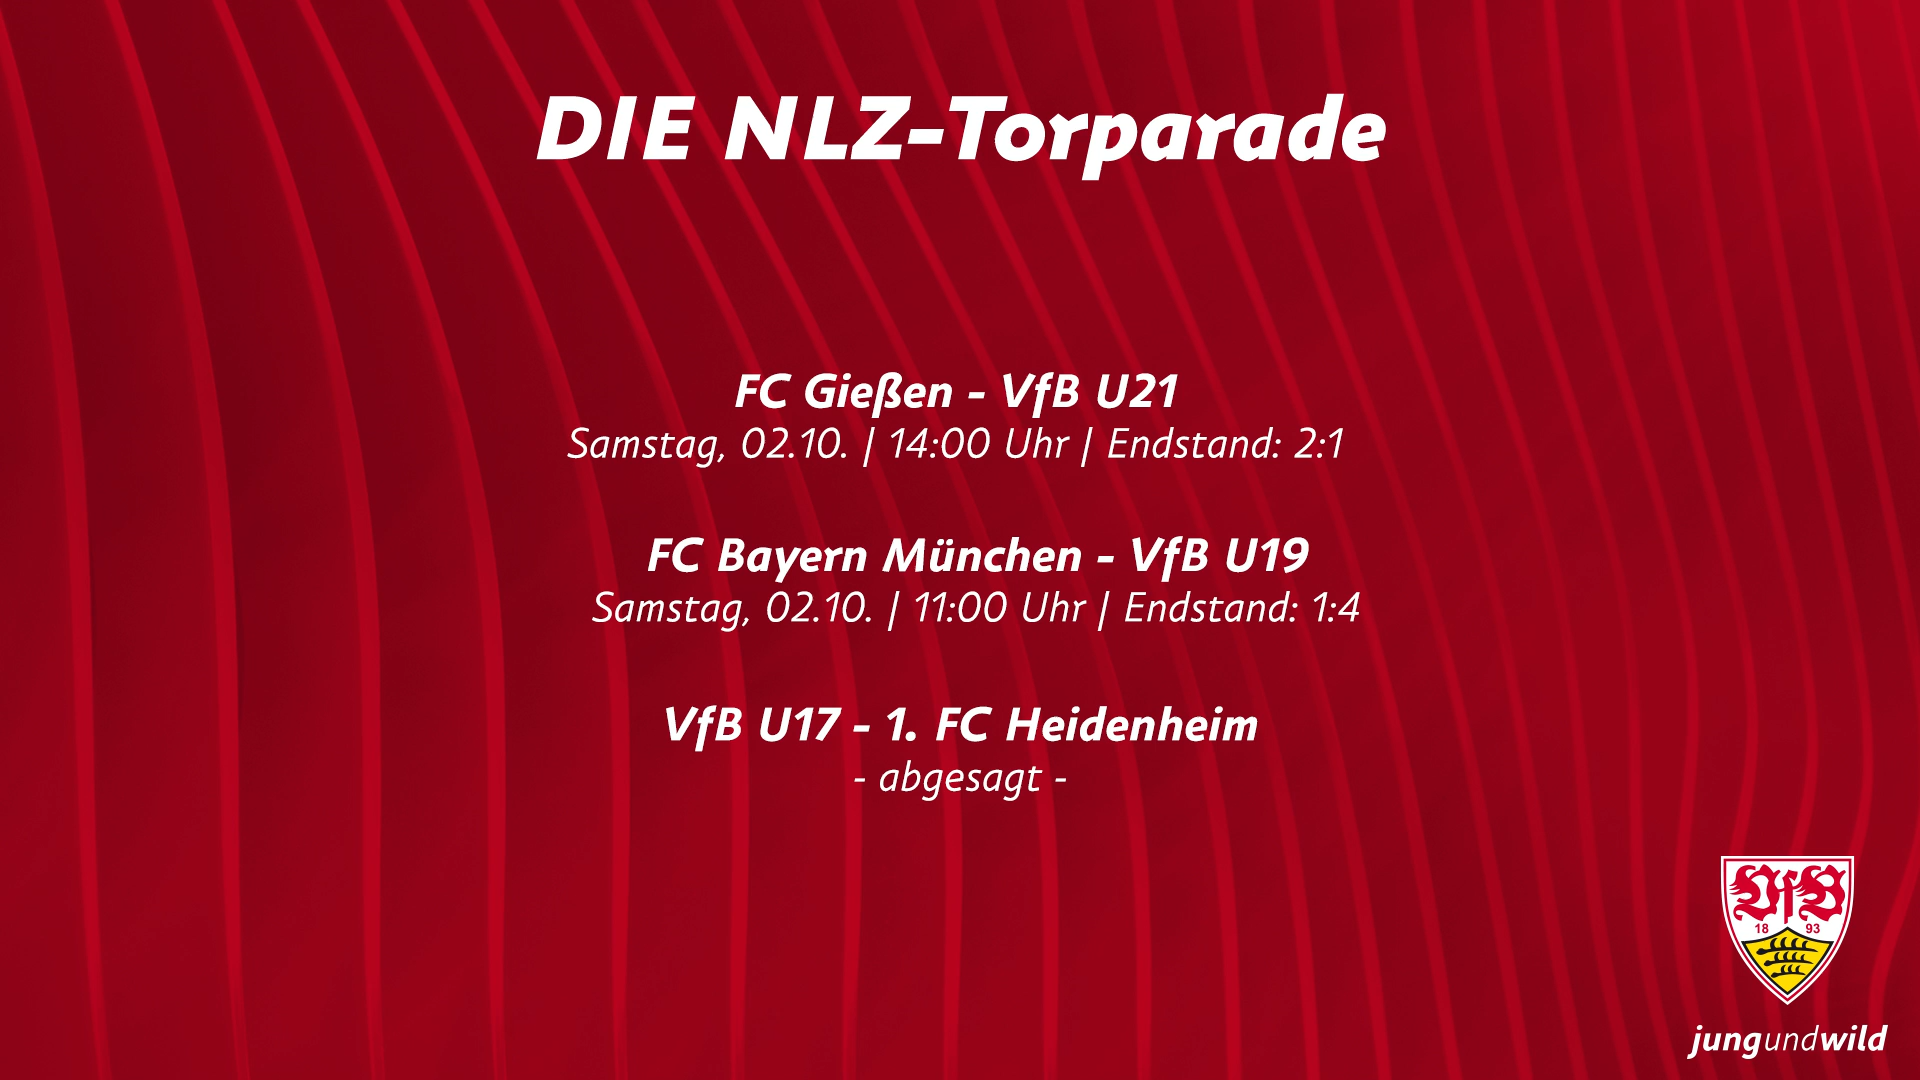 DIE NLZ-Torparade
FC Gießen - VfB U21
Samstag, 02.10. | 14:00 Uhr | Endstand: 2:1
FC Bayern München - VfB U19
Samstag, 02.10. | 11:00 Uhr | Endstand: 1:4
VfB U17 - 1. FC Heidenheim
- abgesagt -
VfB
18 93
jungundwild